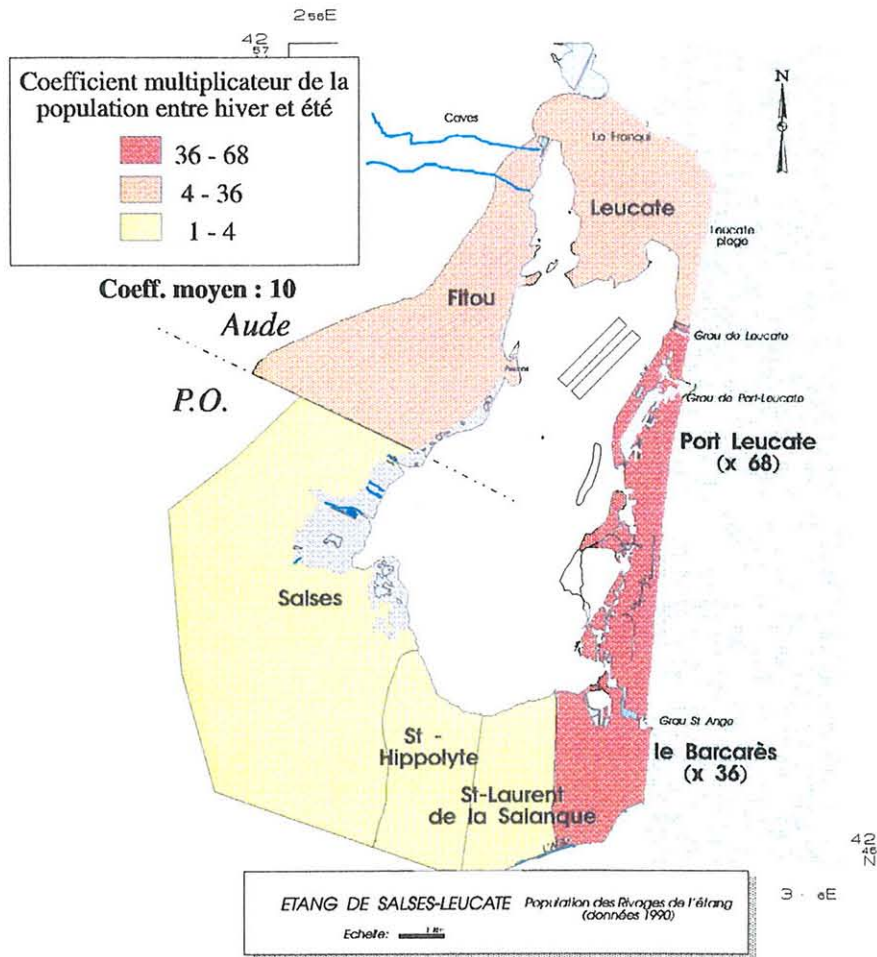 256E
42
57
Coefficient multiplicateur de la
population entre hiver et été
36 - 68
4 - 36
1 - 4
Coeff. moyen : 10
N
Caves
La Franqui
Leucate
Leucate
plage
Fitou
Aude
P.O.
Grau de Leucate
Grau de Port-Leucate
Port Leucate
(x 68)
Salses
Grau St Ange
le Barcarès
(x 36)
St -
Hippolyte
St-Laurent
de la Salanque
42
45
N
3 6E
ETANG DE SALSES-LEUCATE Population des Rivages de l'étang
(données 1990)
Echelle: